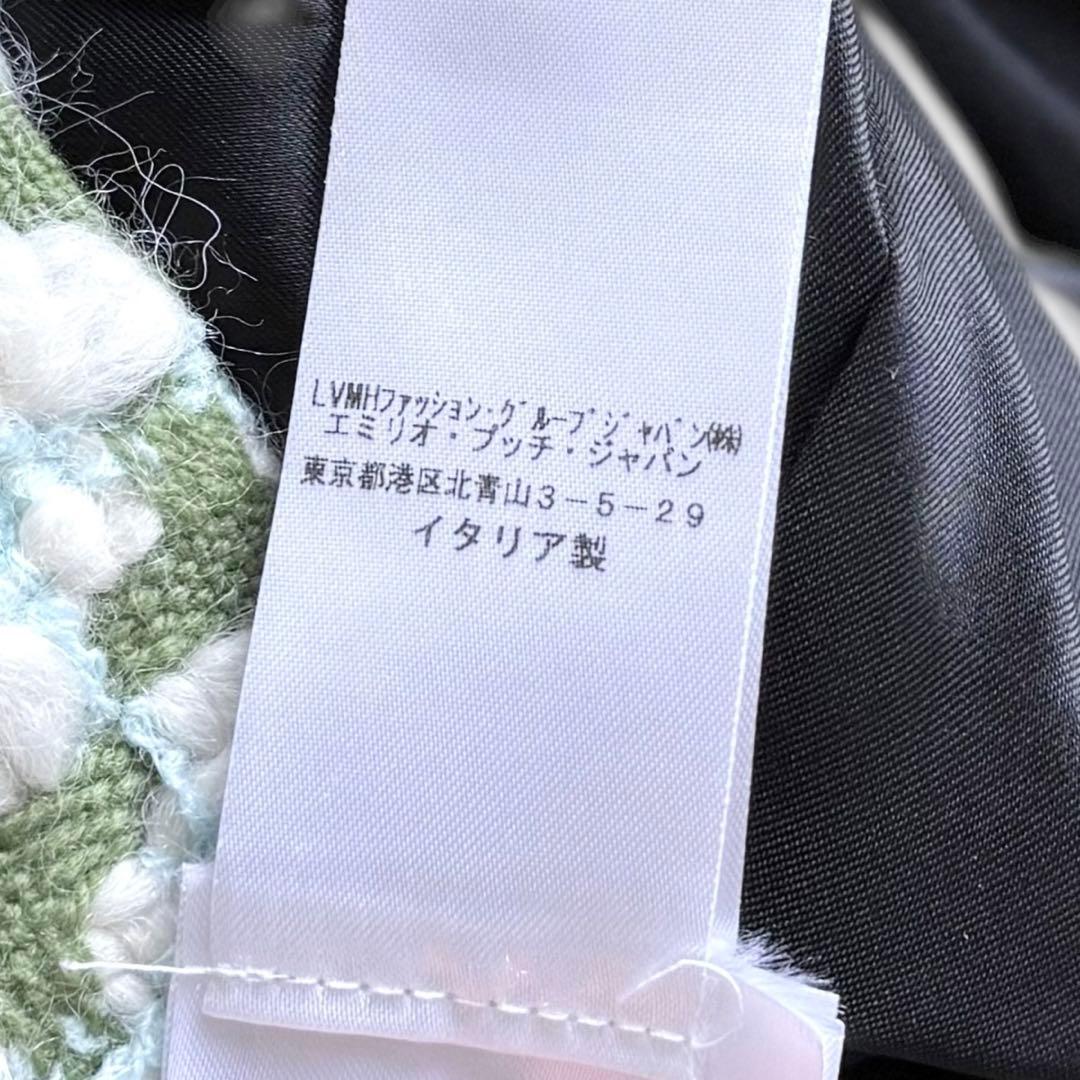 LVMHﾌｧｯｼｮﾝ･ｸﾞﾙｰﾌﾟｼﾞｬﾊﾟﾝ㈱
エミリオ・プッチ・ジャパン
東京都港区北青山3－5－29
イタリア製